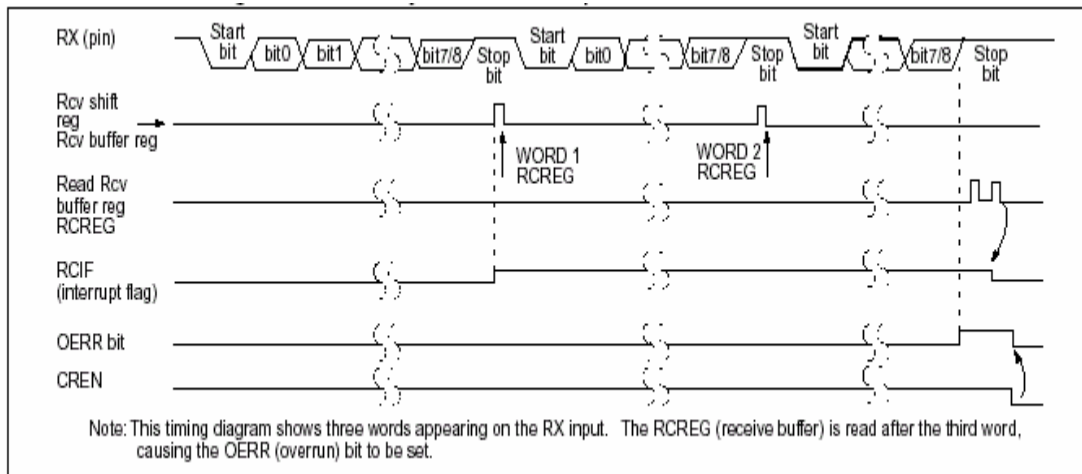 RX (pin)
Start bit
bit0
bit1
bit7/8
Stop bit
Start bit
bit0
bit7/8
Stop bit
Start bit
bit7/8
Stop bit
Rcv shift
reg
Rcv buffer reg
WORD 1
RCREG
WORD 2
RCREG
Read Rcv
buffer reg
RCREG
RCIF
(interrupt flag)
OERR bit
CREN
Note: This timing diagram shows three words appearing on the RX input. The RCREG (receive buffer) is read after the third word,
causing the OERR (overrun) bit to be set.